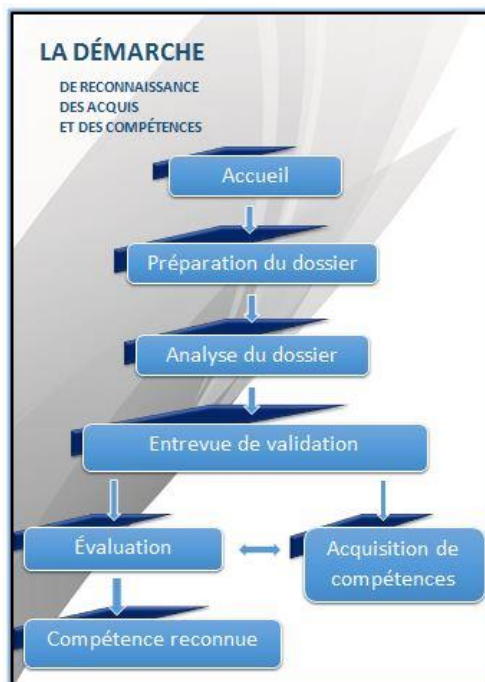 LA DÉMARCHE
DE RECONNAISSANCE
DES ACQUIS
ET DES COMPÉTENCES
Accueil
Préparation du dossier
Analyse du dossier
Entrevue de validation
Évaluation
Acquisition de
compétences
Compétence reconnue